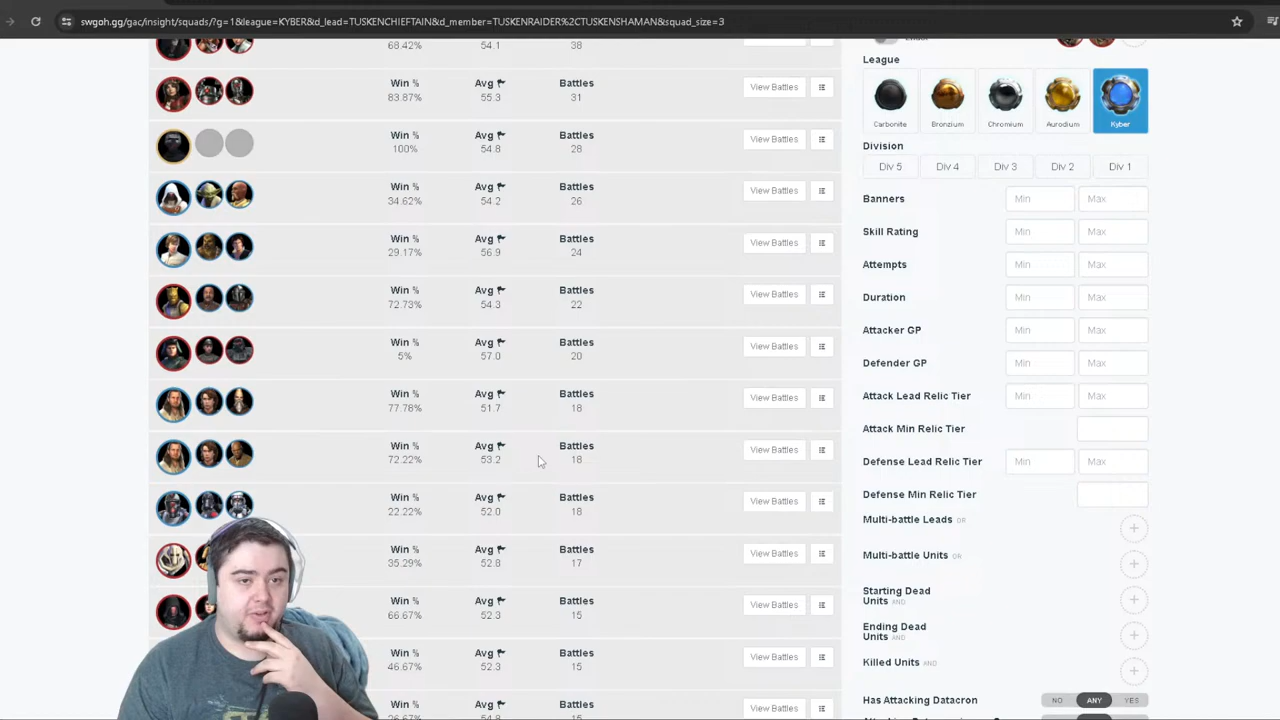 swgoh.gg/gac/insight/squads/?g=1&league=KYBER&d_lead=TUSKENCHIEFTAIN&d_member=TUSKENRAIDER%2CTUSKENSHAMAN&squad_size=3
68.42% 54.1 38
League
Win % Avg Battles
83.87% 55.3 31 View Battles
Carbonite Bronzium Chromium Aurodium Kyber
Win % Avg Battles
100% 54.8 28 View Battles
Division
Div 5 Div 4 Div 3 Div 2 Div 1
Win % Avg Battles
54.2 26 View Battles
Banners Min Max
Skill Rating Min Max
Win % Avg Battles
29.17% 56.9 24 View Battles
Attempts Min Max
Win % Avg Battles
72.73% 54.3 22 View Battles
Duration Min Max
Attacker GP Min Max
Win % Avg Battles
5% 57.0 20 View Battles
Defender GP Min Max
Win % Avg Battles
51.7 18 View Battles
Attack Lead Relic Tier Min Max
Attack Min Relic Tier
Win % Avg Battles
72.22% 53.2 18 View Battles
Defense Lead Relic Tier Min Max
Win % Avg Battles
22.22% 52.0 18 View Battles
Defense Min Relic Tier
Multi-battle Leads OR
Win % Avg Battles
35.29% 52.8 17 View Battles
Multi-battle Units OR
Win % Avg Battles
66.67% 52.3 15 View Battles
Starting Dead
Units AND
Ending Dead
Units AND
Win % Avg Battles
46.67% 52.3 15 View Battles
Killed Units AND
Win % Avg Battles
View Battles
Has Attacking Datacron NO ANY YES